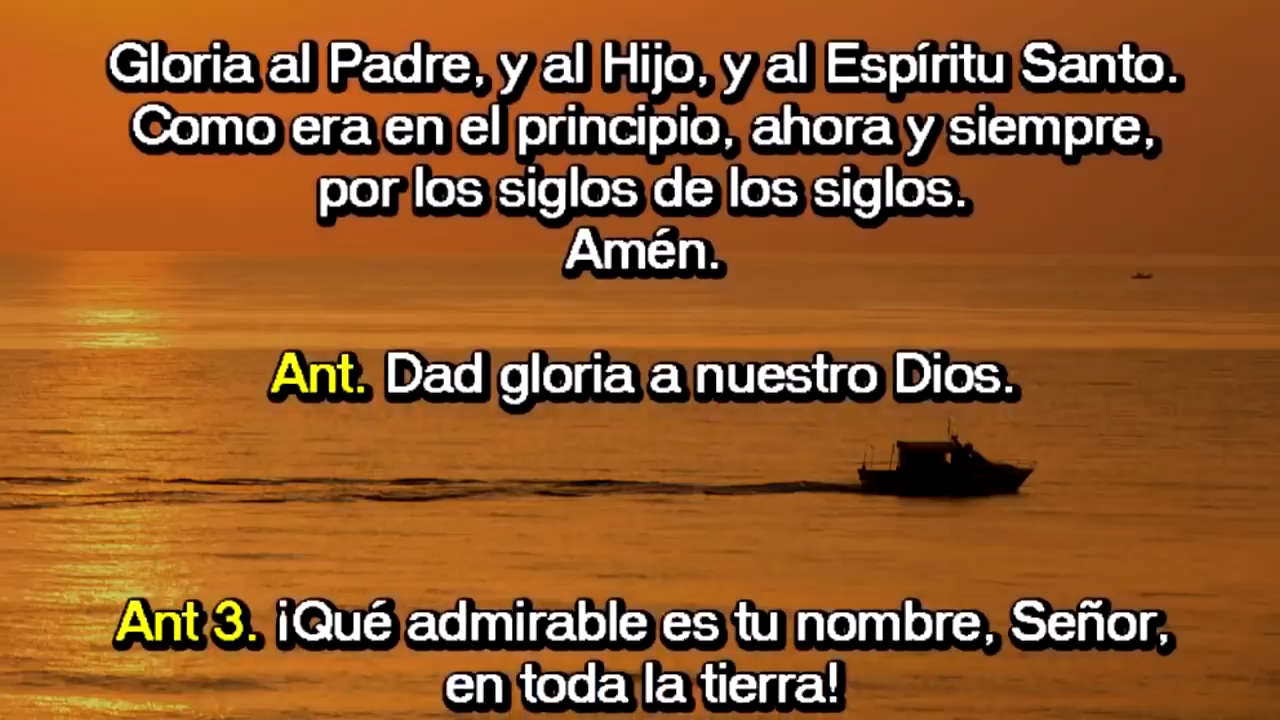 Gloria al Padre, y al Hijo, y al Espíritu Santo.
Como era en el principio, ahora y siempre,
por los siglos de los siglos.
Amén.
Ant. Dad gloria a nuestro Dios.
Ant 3. ¡Qué admirable es tu nombre, Señor,
en toda la tierra!